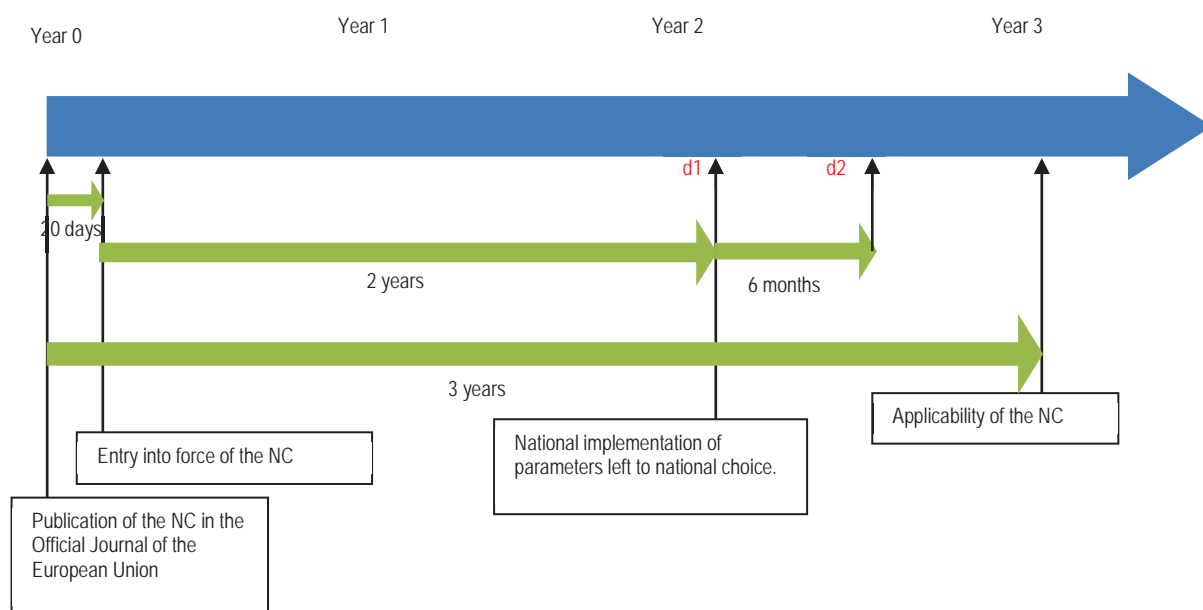 Year 0
Year 1
Year 2
Year 3
d1
d2
20 days
2 years
6 months
3 years
Applicability of the NC
Entry into force of the NC
National implementation of
parameters left to national choice.
Publication of the NC in the
Official Journal of the
European Union